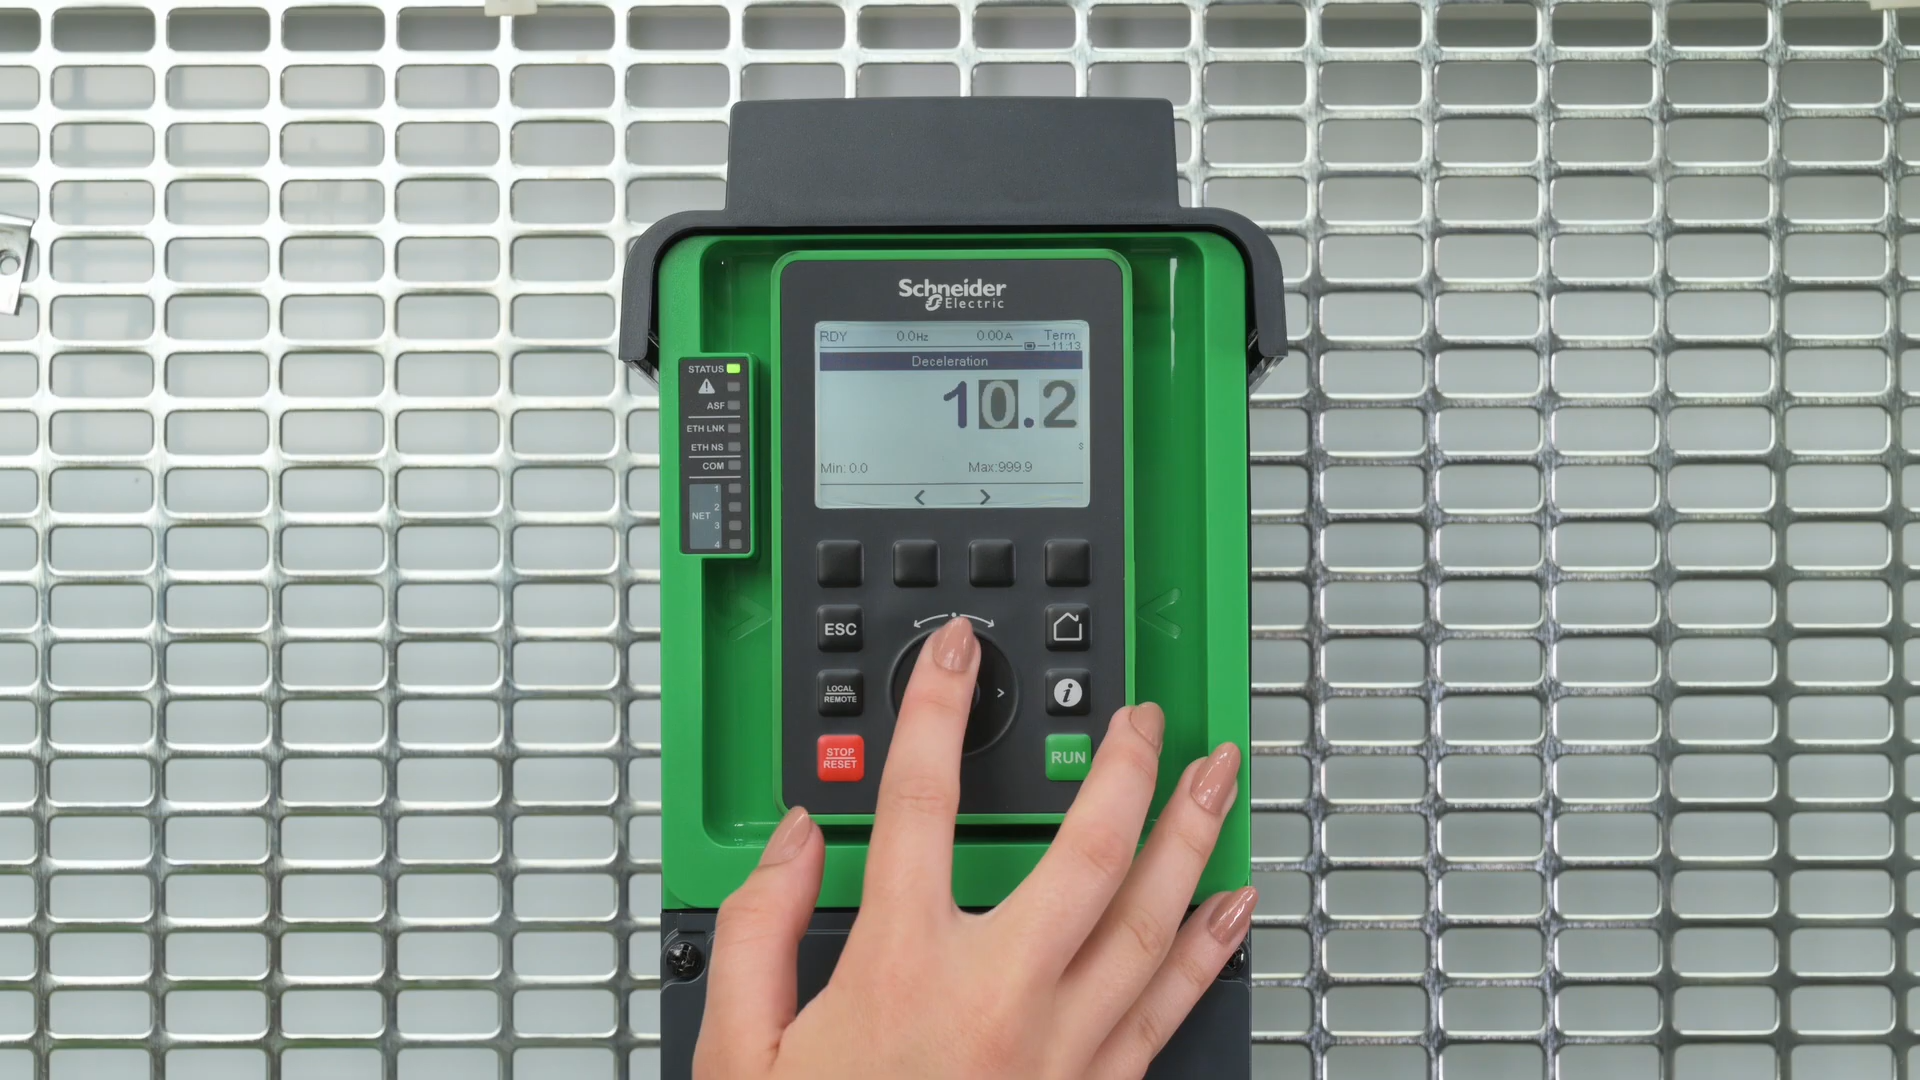 Schneider
Electric
RDY 0.0Hz 0.00A Term
11:13
Deceleration
10.2
s
Min: 0.0 Max:999.9
< >
STATUS
ASF
ETH LNK
ETH NS
COM
NET 1
2
3
4
ESC
LOCAL
REMOTE
>
i
STOP
RESET
RUN